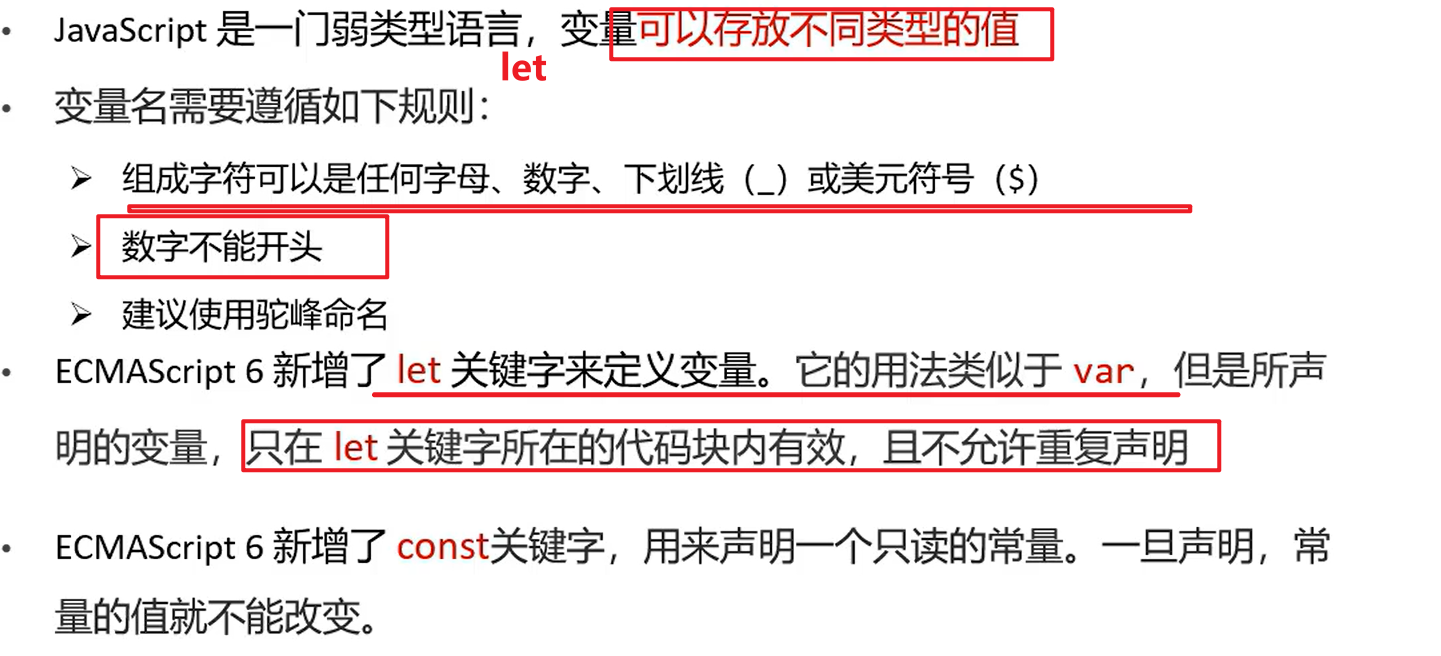 • JavaScript 是一门弱类型语言，变量可以存放不同类型的值
let
• 变量名需要遵循如下规则：
➢ 组成字符可以是任何字母、数字、下划线（_）或美元符号（$）
➢ 数字不能开头
➢ 建议使用驼峰命名
• ECMAScript 6 新增了 let 关键字来定义变量。它的用法类似于 var，但是所声
明的变量，只在 let 关键字所在的代码块内有效，且不允许重复声明
• ECMAScript 6 新增了 const关键字，用来声明一个只读的常量。一旦声明，常
量的值就不能改变。